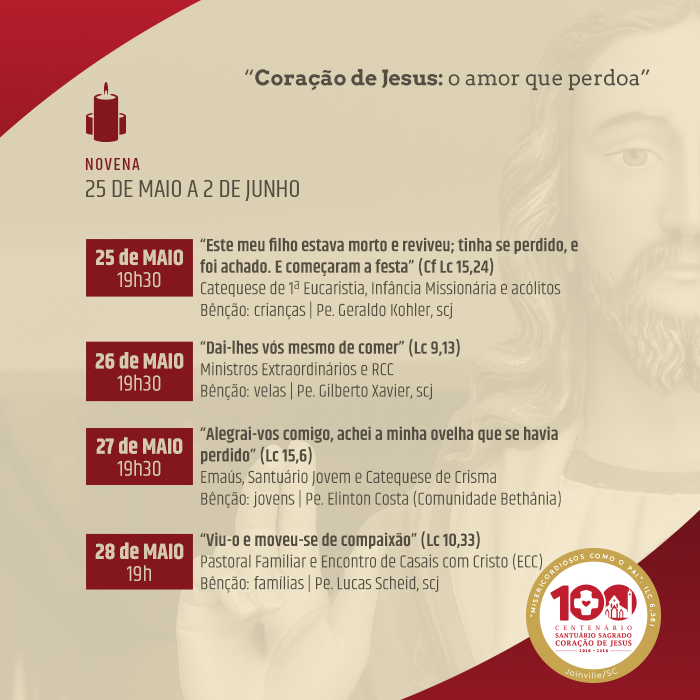 “Coração de Jesus: o amor que perdoa”
NOVENA
25 DE MAIO A 2 DE JUNHO
25 de MAIO
19h30
“Este meu filho estava morto e reviveu; tinha se perdido, e
foi achado. E começaram a festa” (Cf Lc 15,24)
Catequese de 1ª Eucaristia, Infância Missionária e acólitos
Bênção: crianças | Pe. Geraldo Kohler, scj
26 de MAIO
19h30
“Dai-lhes vós mesmo de comer” (Lc 9,13)
Ministros Extraordinários e RCC
Bênção: velas | Pe. Gilberto Xavier, scj
27 de MAIO
19h30
“Alegrai-vos comigo, achei a minha ovelha que se havia
perdido” (Lc 15,6)
Emaús, Santuário Jovem e Catequese de Crisma
Bênção: jovens | Pe. Elinton Costa (Comunidade Bethânia)
28 de MAIO
19h
“Viu-o e moveu-se de compaixão” (Lc 10,33)
Pastoral Familiar e Encontro de Casais com Cristo (ECC)
Bênção: famílias | Pe. Lucas Scheid, scj
"MISERICORDIOSOS COMO O PAI". (LC 6,36)
100
CENTENÁRIO
SANTUÁRIO SAGRADO
CORAÇÃO DE JESUS
1916 - 2016
Joinville/SC